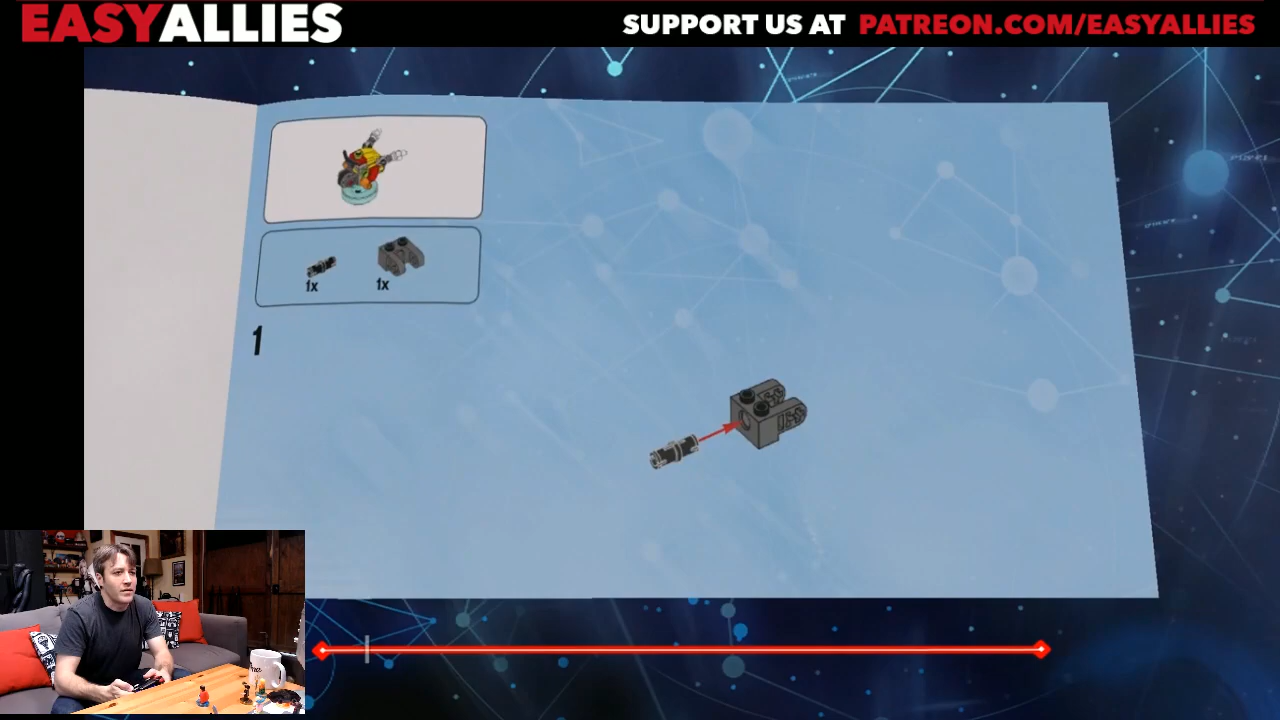 EASYALLIES
SUPPORT US AT PATREON.COM/EASYALLIES
1x 1x
1